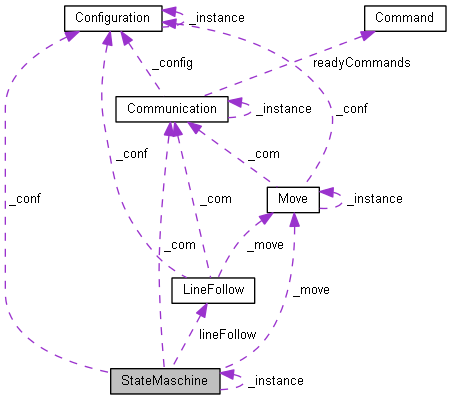 Configuration
_instance
Command
_config
readyCommands
Communication
_instance
_conf
_conf
_com
Move
_instance
_conf
_com
_com
_move
LineFollow
_move
lineFollow
StateMaschine
_instance